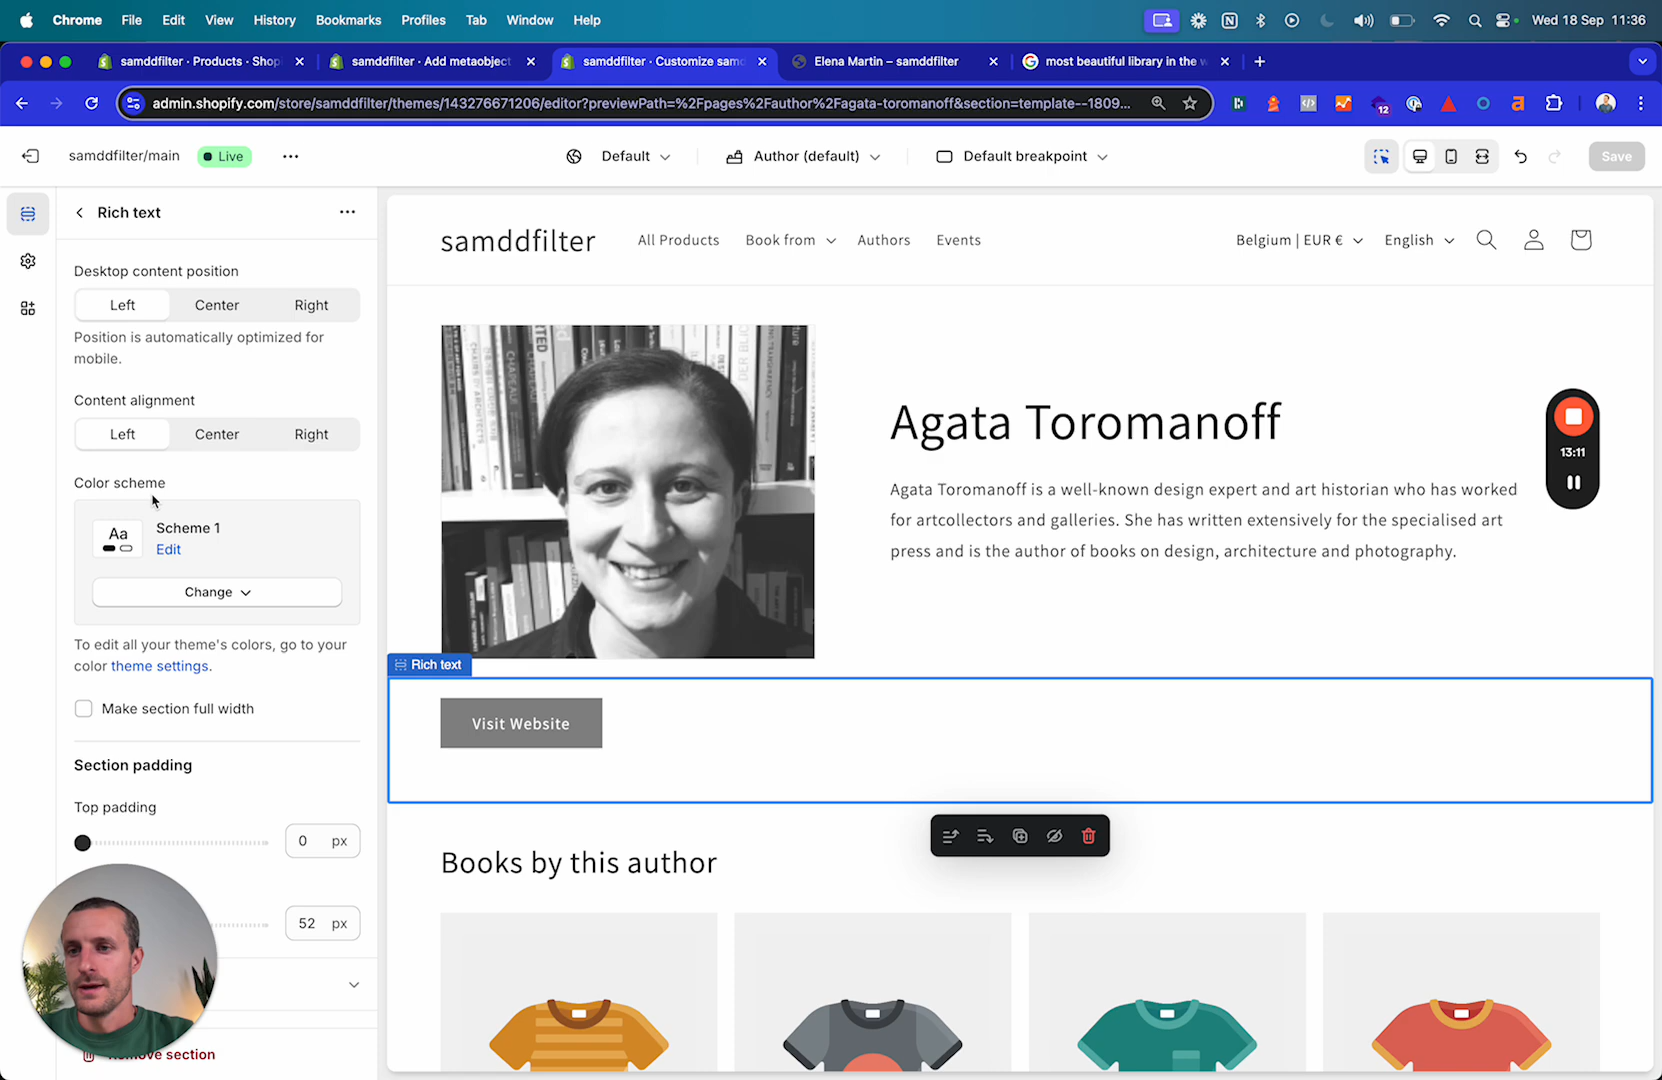 Chrome File Edit View History Bookmarks Profiles Tab Window Help Wed 18 Sep 11:36
samddfilter · Products · Shop
samddfilter · Add metaobject
samddfilter · Customize samd
Elena Martin – samddfilter
most beautiful library in the w
admin.shopify.com/store/samddfilter/themes/143276671206/editor?previewPath=%2Fpages%2Fauthor%2Fagata-toromanoff&section=template--1809...
12
samddfilter/main
Live
Default
Author (default)
Default breakpoint
Save
Rich text
Desktop content position
Left Center Right
Position is automatically optimized for
mobile.
Content alignment
Left Center Right
Color scheme
Aa
Scheme 1
Edit
Change
To edit all your theme's colors, go to your
color theme settings.
Make section full width
Section padding
Top padding
0 px
52 px
Remove section
samddfilter
All Products Book from Authors Events
Belgium | EUR € English
Agata Toromanoff
Agata Toromanoff is a well-known design expert and art historian who has worked
for artcollectors and galleries. She has written extensively for the specialised art
press and is the author of books on design, architecture and photography.
13:11
Rich text
Visit Website
Books by this author